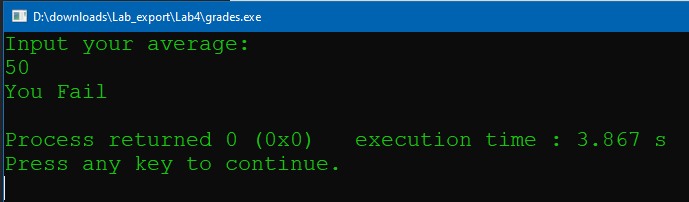 D:\downloads\Lab_export\Lab4\grades.exe
Input your average:
50
You Fail
Process returned 0 (0x0)   execution time : 3.867 s
Press any key to continue.